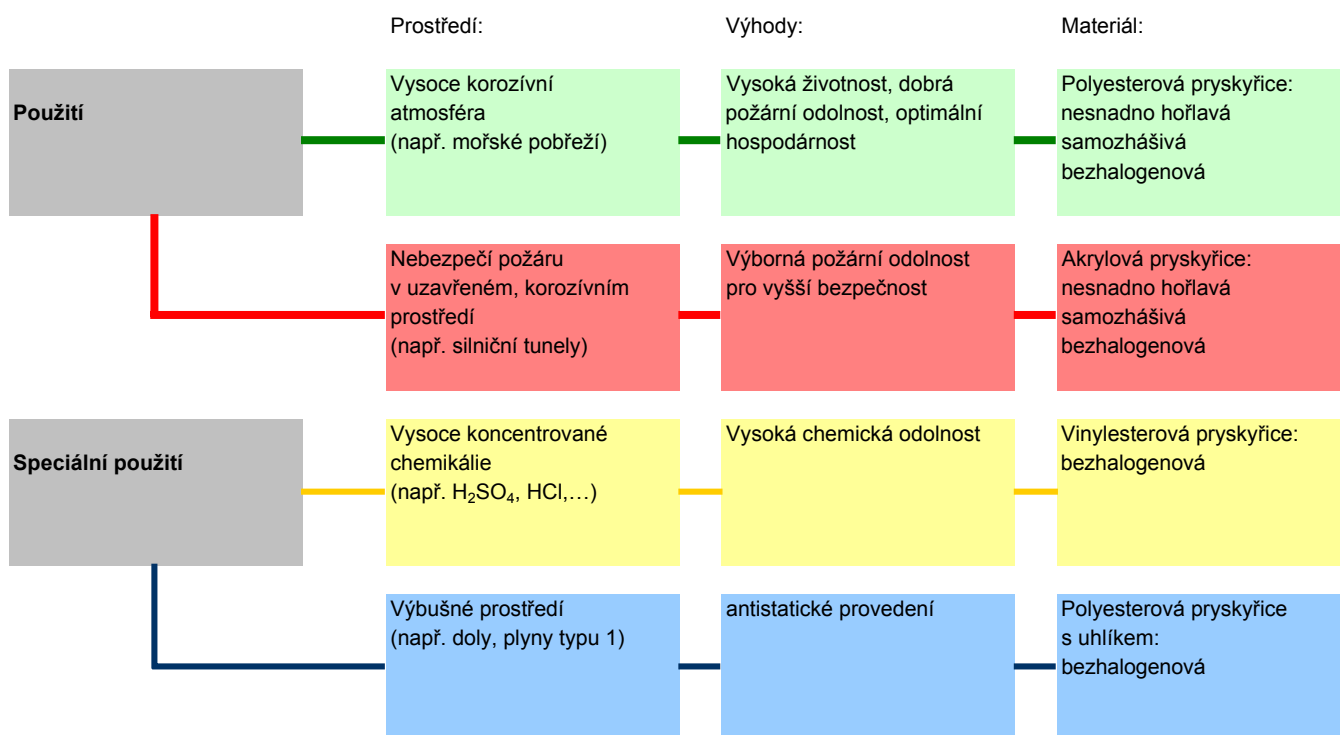 Prostředí:
Výhody:
Materiál:
Použití
Vysoce korozívní
atmosféra
(např. mořské pobřeží)
Vysoká životnost, dobrá
požární odolnost, optimální
hospodárnost
Polyesterová pryskyřice:
nesnadno hořlavá
samozhášivá
bezhalogenová
Nebezpečí požáru
v uzavřeném, korozívním
prostředí
(např. silniční tunely)
Výborná požární odolnost
pro vyšší bezpečnost
Akrylová pryskyřice:
nesnadno hořlavá
samozhášivá
bezhalogenová
Speciální použití
Vysoce koncentrované
chemikálie
(např. H₂SO₄, HCl,…)
Vysoká chemická odolnost
Vinylesterová pryskyřice:
bezhalogenová
Výbušné prostředí
(např. doly, plyny typu 1)
antistatické provedení
Polyesterová pryskyřice
s uhlíkem:
bezhalogenová